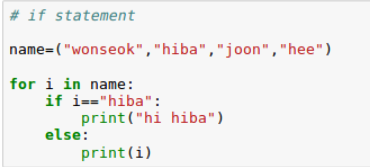 # if statement
name=("wonseok","hiba","joon","hee")
for i in name:
    if i=="hiba":
        print("hi hiba")
    else:
        print(i)